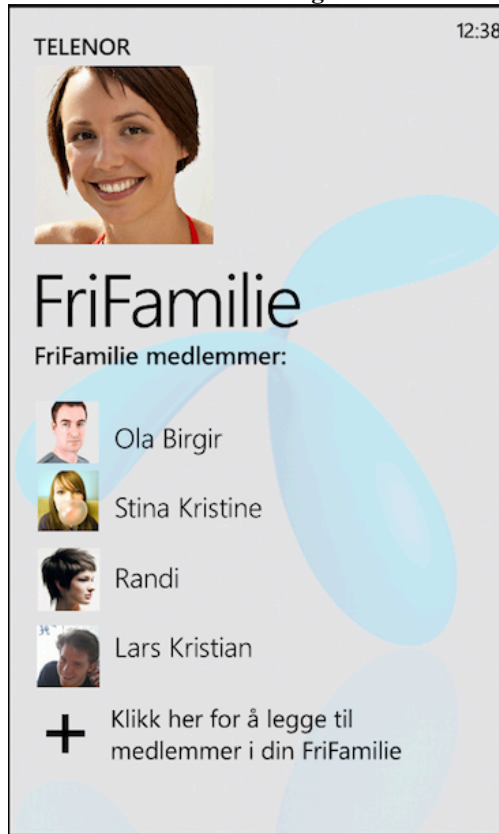 TELENOR
12:38
FriFamilie
FriFamilie medlemmer:
Ola Birgir
Stina Kristine
Randi
Lars Kristian
Klikk her for å legge til
medlemmer i din FriFamilie